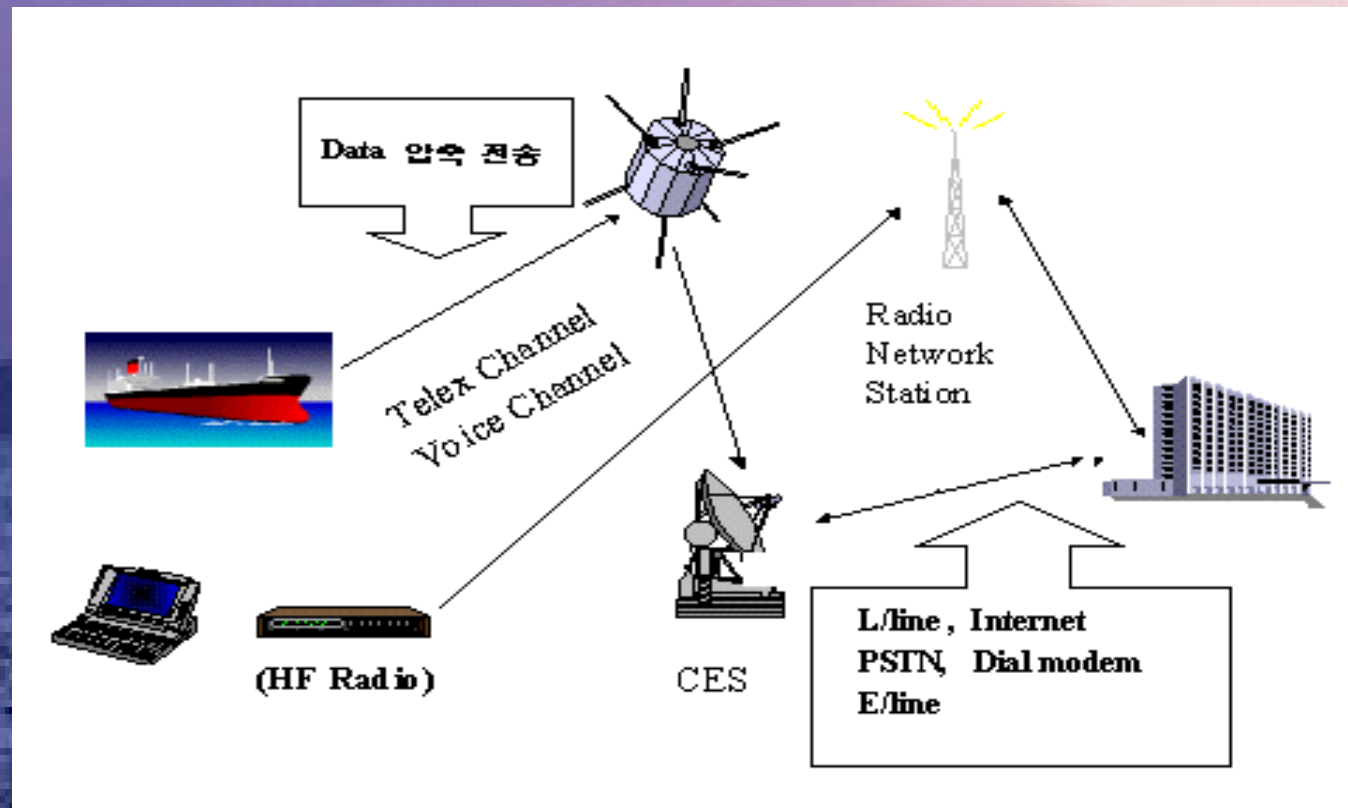 Data 압축 전송
Telex Channel
Voice Channel
Radio
Network
Station
(HF Radio)
CES
L/line, Internet
PSTN, Dial modem
E/line